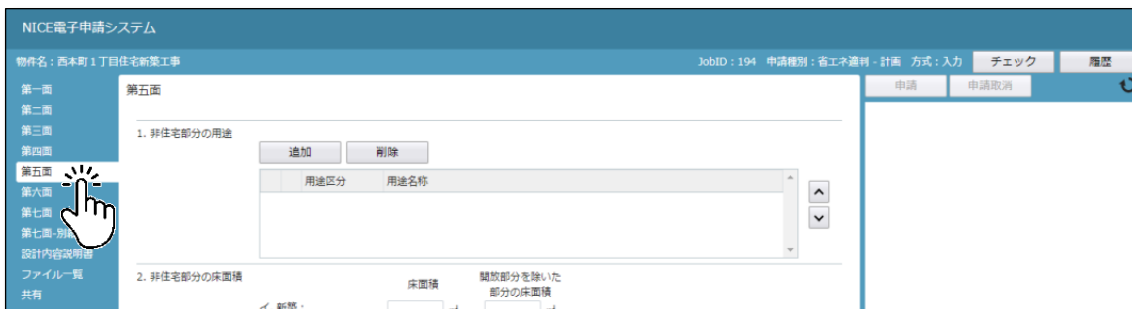 NICE電子申請システム
物件名：西本町１丁目住宅新築工事 JobID：194 申請種別：省エネ適判 - 計画 方式：入力 チェック 履歴
第一面 第五面 申請 申請取消
第二面
第三面 1. 非住宅部分の用途
第四面 追加 削除
第五面 用途区分 用途名称
第六面
第七面
第七面-別
設計内容説明書
ファイル一覧 2. 非住宅部分の床面積 床面積 開放部分を除いた
部分の床面積
共有
イ. 新築：